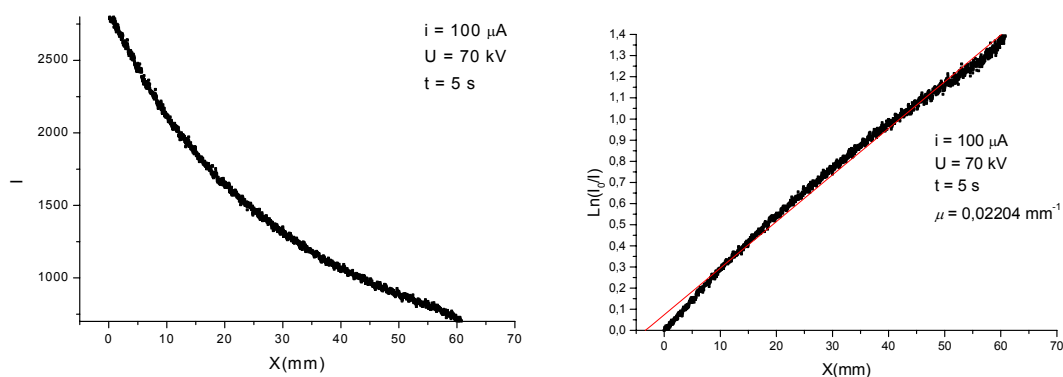 i = 100 μA
U = 70 kV
t = 5 s
2500
2000
1500
1000
I
0 10 20 30 40 50 60 70
X(mm)
1,4
1,3
1,2
1,1
1,0
0,9
0,8
0,7
0,6
0,5
0,4
0,3
0,2
0,1
0,0
Ln(I₀/I)
i = 100 μA
U = 70 kV
t = 5 s
μ = 0,02204 mm⁻¹
0 10 20 30 40 50 60 70
X(mm)